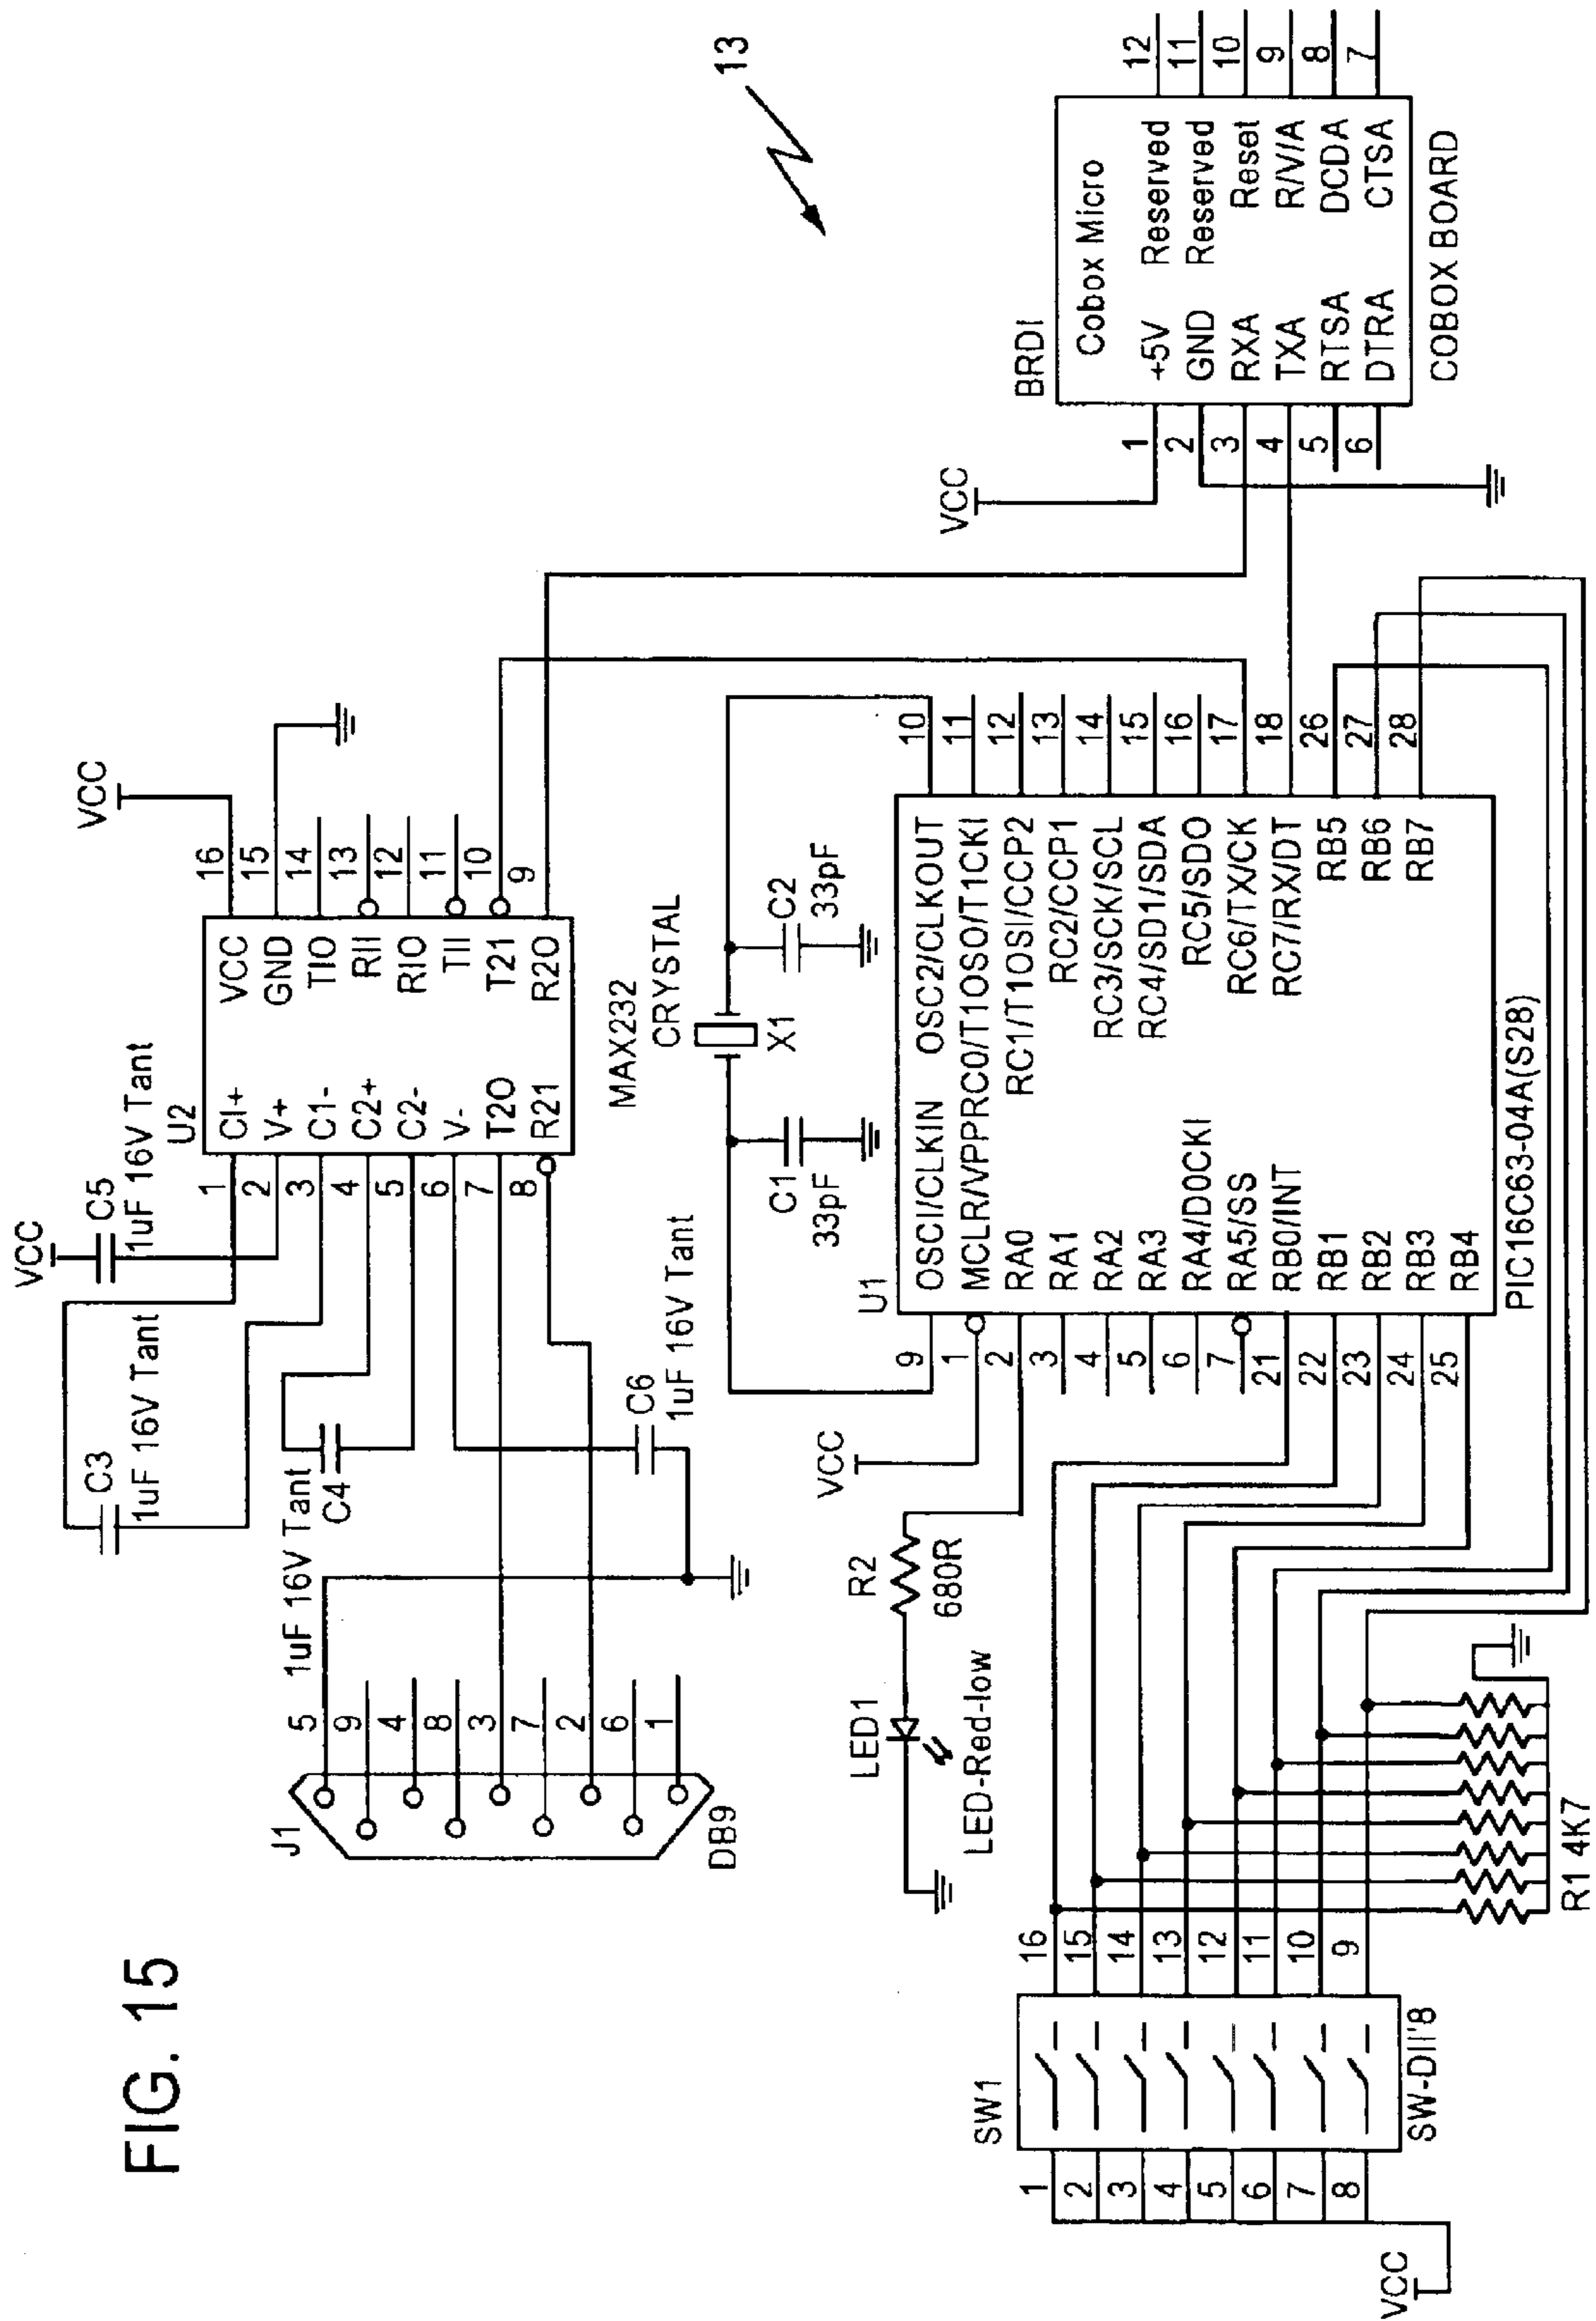 FIG. 15
13
VCC
C5
1uF 16V Tant
C3
1uF 16V Tant
1uF 16V Tant
C4
C6
1uF 16V Tant
J1
5
9
4
8
3
7
2
6
1
DB9
U2
1 CI+ VCC 16
2 V+ GND 15
3 C1- TIO 14
4 C2+ RII 13
5 C2- RIO 12
6 V- TII 11
7 T2O T21 10
8 R21 R2O 9
MAX232
VCC
CRYSTAL
X1
C1
33pF
C2
33pF
VCC
R2
680R
LED1
LED-Red-low
U1
9 OSCI/CLKIN OSC2/CLKOUT 10
1 MCLR/VPPRC0/T1OSO/T1CKI 11
2 RA0 RC1/T1OSI/CCP2 12
3 RA1 RC2/CCP1 13
4 RA2 RC3/SCK/SCL 14
5 RA3 RC4/SD1/SDA 15
6 RA4/D0CKI RC5/SDO 16
7 RA5/SS RC6/TX/CK 17
21 RB0/INT RC7/RX/DT 18
22 RB1 RB5 26
23 RB2 RB6 27
24 RB3 RB7 28
25 RB4
PIC16C63-04A(S28)
VCC
BRDI
Cobox Micro
1 +5V Reserved 12
2 GND Reserved 11
3 RXA Reset 10
4 TXA R/V/A 9
5 RTSA DCDA 8
6 DTRA CTSA 7
COBOX BOARD
SW1
1 16
2 15
3 14
4 13
5 12
6 11
7 10
8 9
SW-DII'8
VCC
R1 4K7